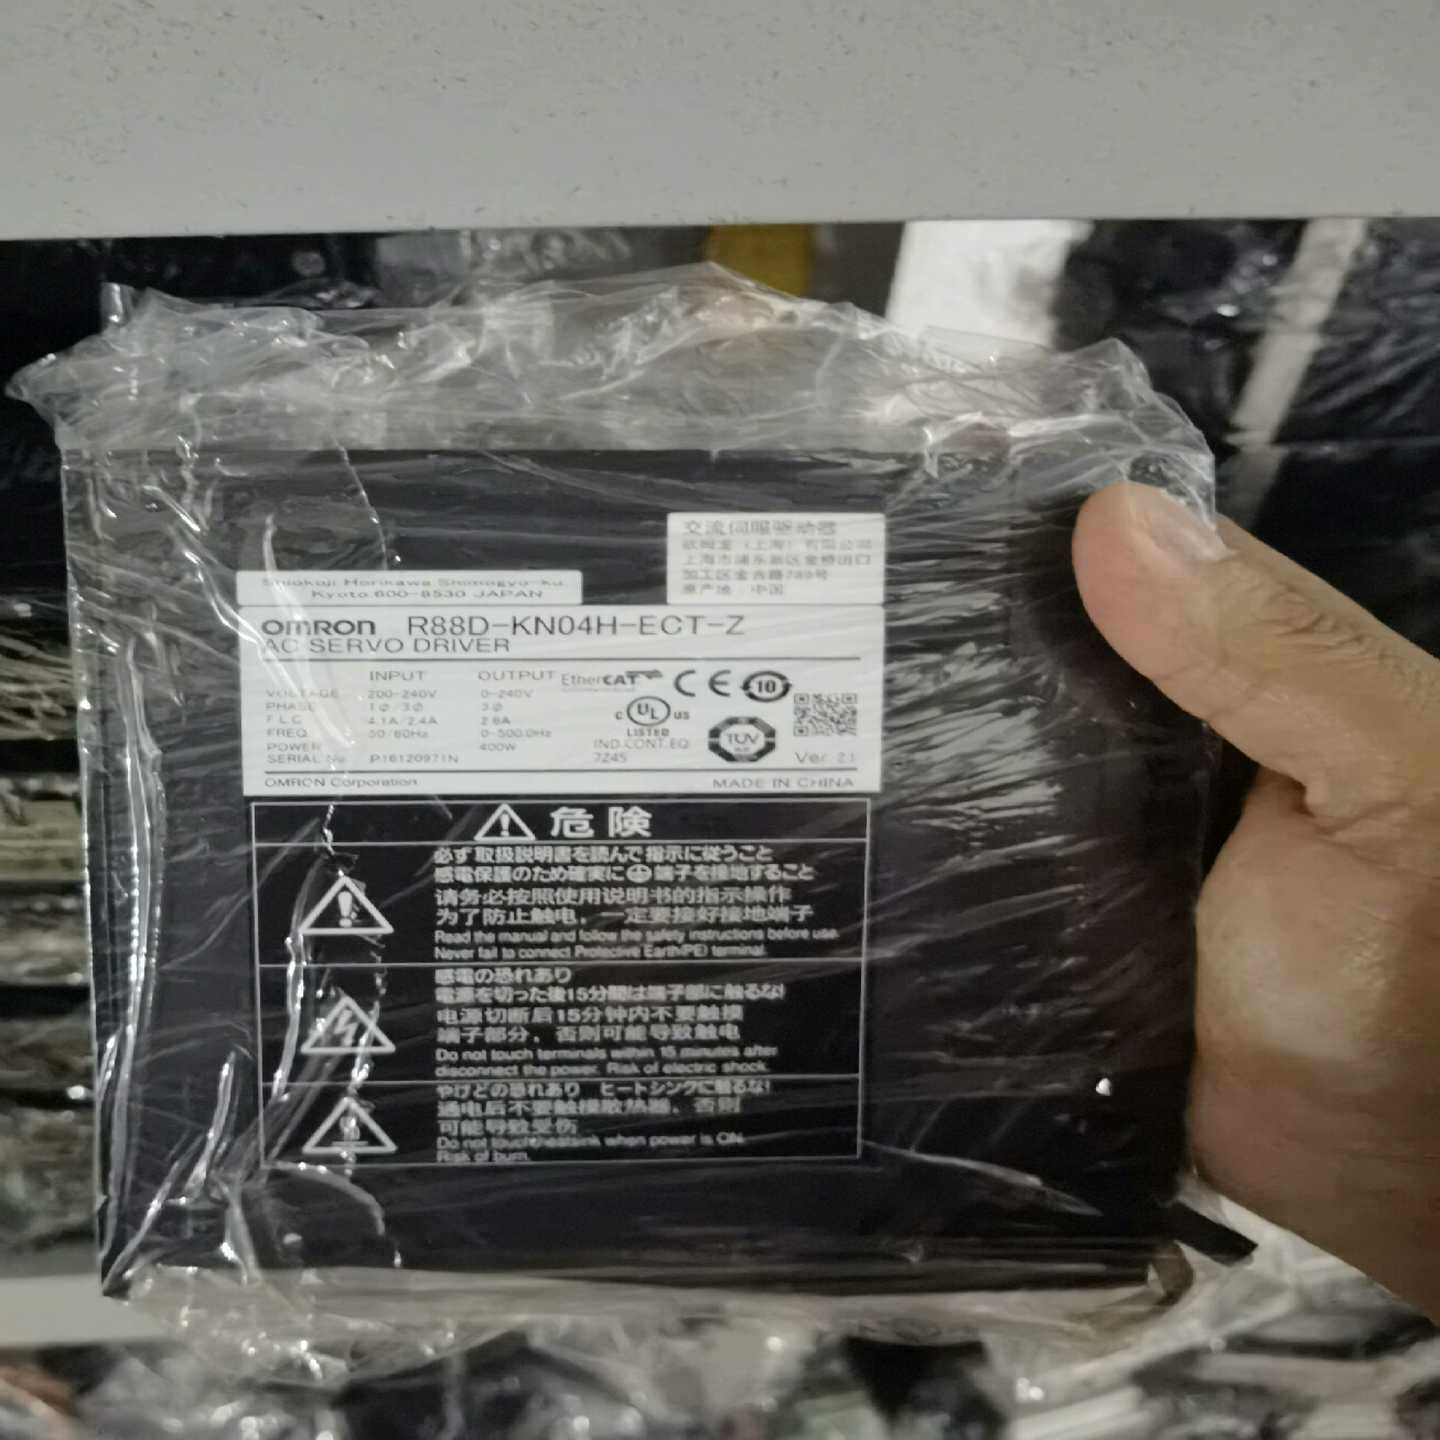 交流伺服驱动器
欧姆龙（上海）有限公司
上海市浦东新区金桥出口
加工区金吉路789号
原产地：中国
Shiokoji Horikawa Shimogyo-ku,
Kyoto 600-8530 JAPAN
OMRON R88D-KN04H-ECT-Z
AC SERVO DRIVER
INPUT OUTPUT
EtherCAT CE 10
VOLTAGE 200-240V 0-240V
PHASE 1Ø/3Ø 3Ø
F.L.C 4.1A/2.4A 2.6A
FREQ. 50/60Hz 0-500.0Hz
POWER 400W
SERIAL No. P16120971N
c UL us
LISTED
IND.CONT.EQ
7Z45
TÜV
Ver. 2.1
OMRON Corporation MADE IN CHINA
危険
必ず取扱説明書を読んで指示に従うこと
感電保護のため確実に端子を接地すること
请务必按照使用说明书的指示操作
为了防止触电，一定要接好接地端子
Read the manual and follow the safety instructions before use.
Never fail to connect Protective Earth(PE) terminal.
感電の恐れあり
電源を切った後15分間は端子部に触るな!
电源切断后15分钟内不要触摸
端子部分，否则可能导致触电
Do not touch terminals within 15 minutes after
disconnect the power. Risk of electric shock.
やけどの恐れあり ヒートシンクに触るな!
通电后不要触摸散热器，否则
可能导致受伤
Do not touch heatsink when power is ON.
Risk of burn.